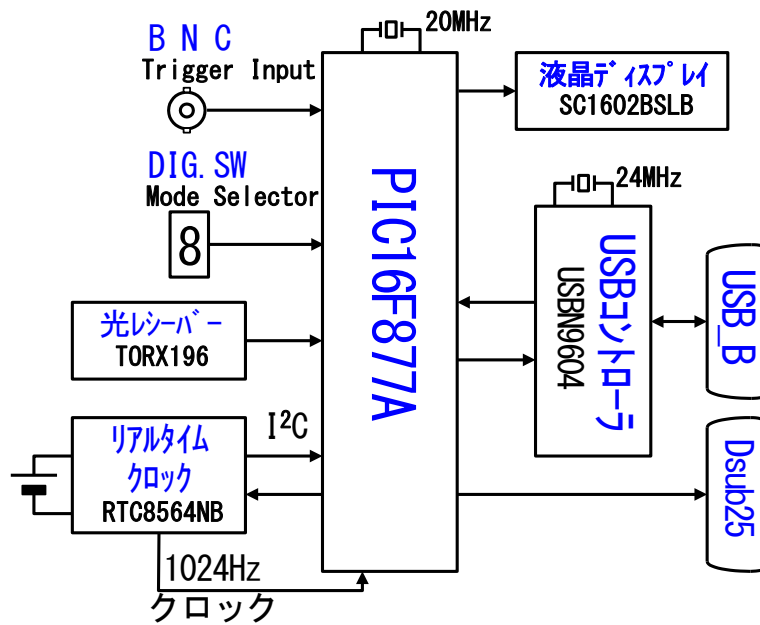 20MHz
B N C
Trigger Input
液晶ディスプレイ
SC1602BSLB
DIG.SW
Mode Selector
8
PIC16F877A
24MHz
USBコントローラ
USBN9604
USB_B
光レシーバー
TORX196
I²C
リアルタイム
クロック
RTC8564NB
Dsub25
1024Hz
クロック